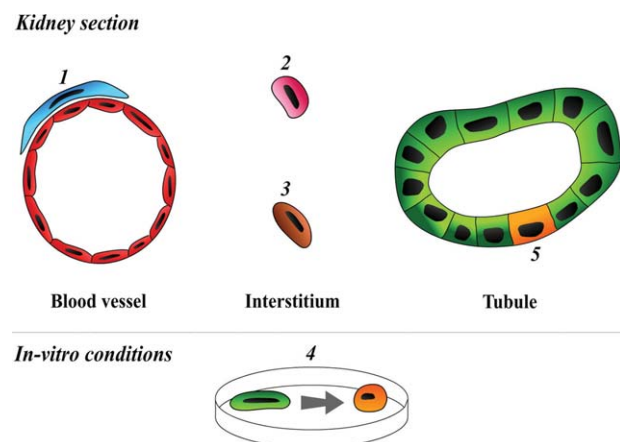 Kidney section
1
2
3
5
Blood vessel
Interstitium
Tubule
In-vitro conditions
4